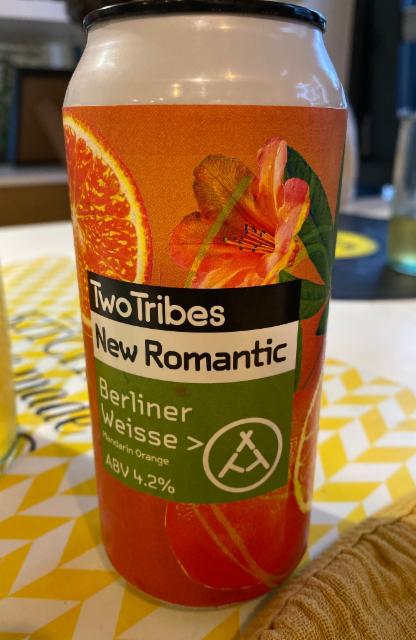 TwoTribes
New Romantic
Berliner
Weisse >
Mandarin Orange
ABV 4.2%